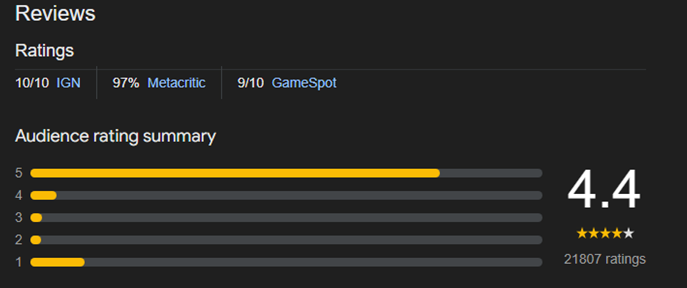 Reviews
Ratings
10/10 IGN 97% Metacritic 9/10 GameSpot
Audience rating summary
5
4
3
2
1
4.4
21807 ratings